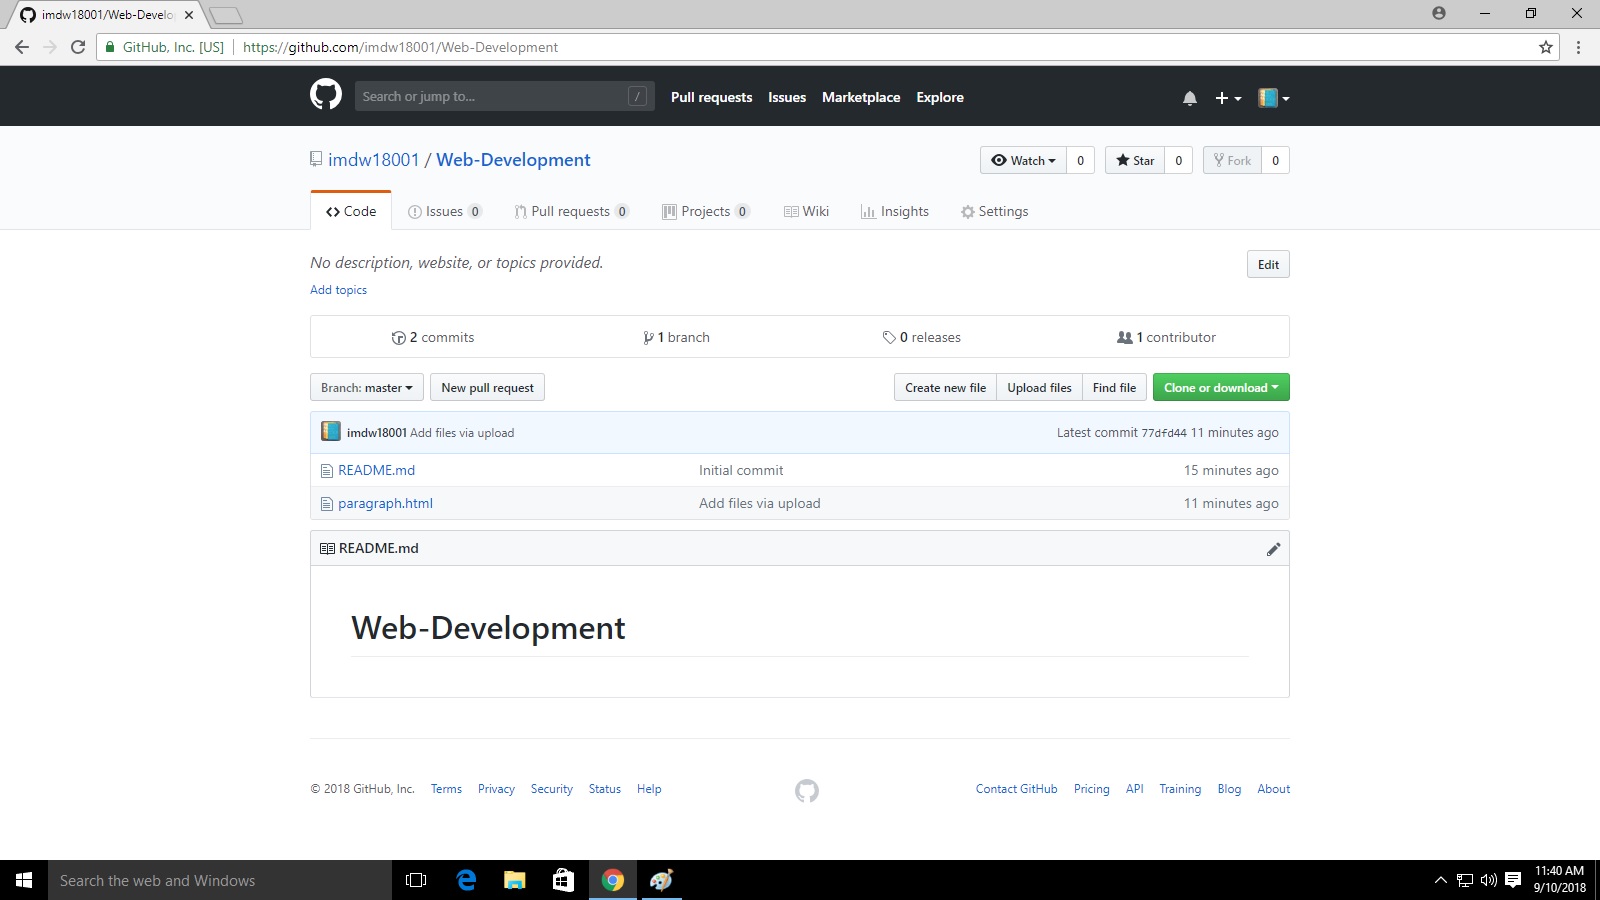 imdw18001/Web-Develo
GitHub, Inc. [US] https://github.com/imdw18001/Web-Development
Search or jump to... / Pull requests Issues Marketplace Explore
imdw18001 / Web-Development Watch 0 Star 0 Fork 0
Code Issues 0 Pull requests 0 Projects 0 Wiki Insights Settings
No description, website, or topics provided. Edit
Add topics
2 commits 1 branch 0 releases 1 contributor
Branch: master New pull request Create new file Upload files Find file Clone or download
imdw18001 Add files via upload Latest commit 77dfd44 11 minutes ago
README.md Initial commit 15 minutes ago
paragraph.html Add files via upload 11 minutes ago
README.md
Web-Development
© 2018 GitHub, Inc. Terms Privacy Security Status Help Contact GitHub Pricing API Training Blog About
Search the web and Windows
11:40 AM
9/10/2018